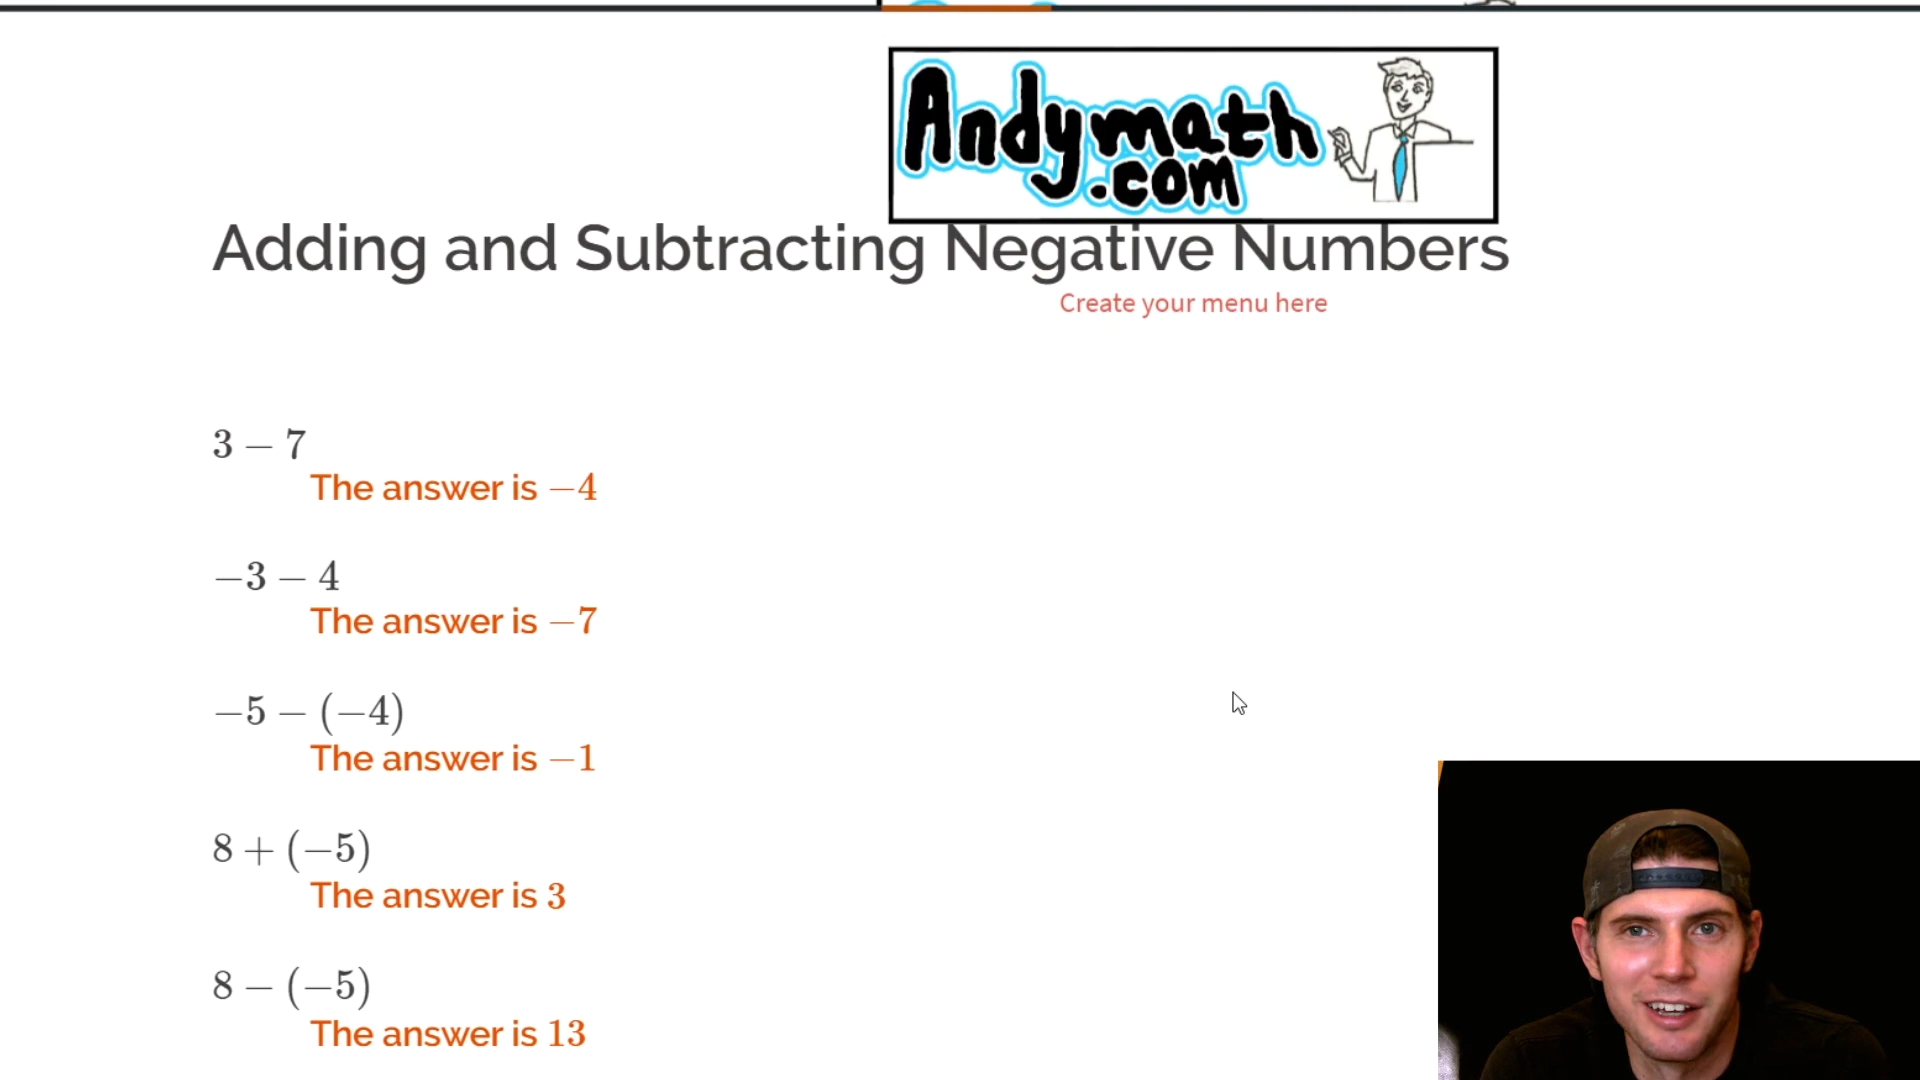 Andymath
.com
Adding and Subtracting Negative Numbers
Create your menu here
3 − 7
The answer is −4
−3 − 4
The answer is −7
−5 − (−4)
The answer is −1
8 + (−5)
The answer is 3
8 − (−5)
The answer is 13